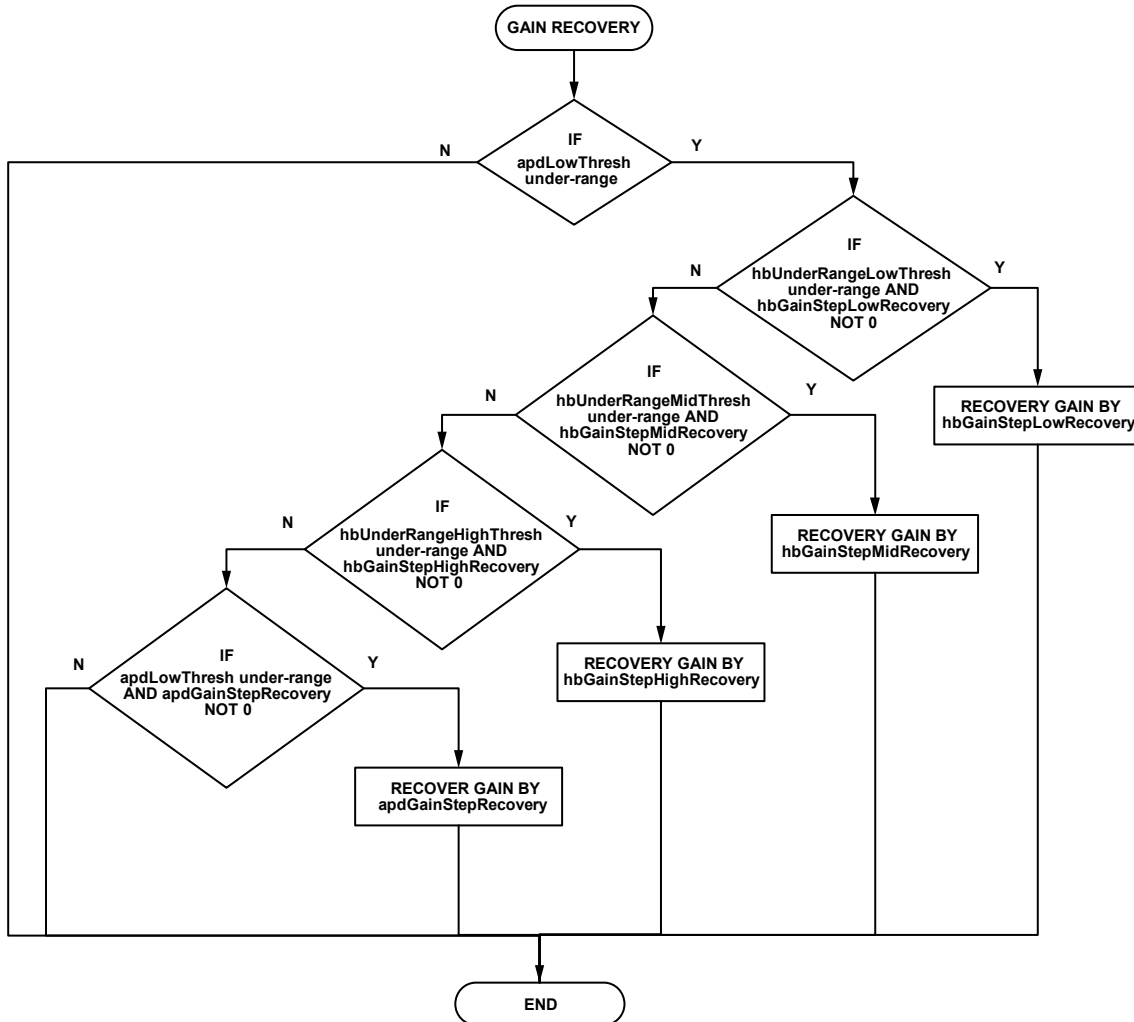 GAIN RECOVERY
IF
apdLowThresh
under-range
N
Y
IF
hbUnderRangeLowThresh
under-range AND
hbGainStepLowRecovery
NOT 0
N
Y
IF
hbUnderRangeMidThresh
under-range AND
hbGainStepMidRecovery
NOT 0
N
Y
RECOVERY GAIN BY
hbGainStepLowRecovery
IF
hbUnderRangeHighThresh
under-range AND
hbGainStepHighRecovery
NOT 0
N
Y
RECOVERY GAIN BY
hbGainStepMidRecovery
IF
apdLowThresh under-range
AND apdGainStepRecovery
NOT 0
N
Y
RECOVERY GAIN BY
hbGainStepHighRecovery
RECOVER GAIN BY
apdGainStepRecovery
END